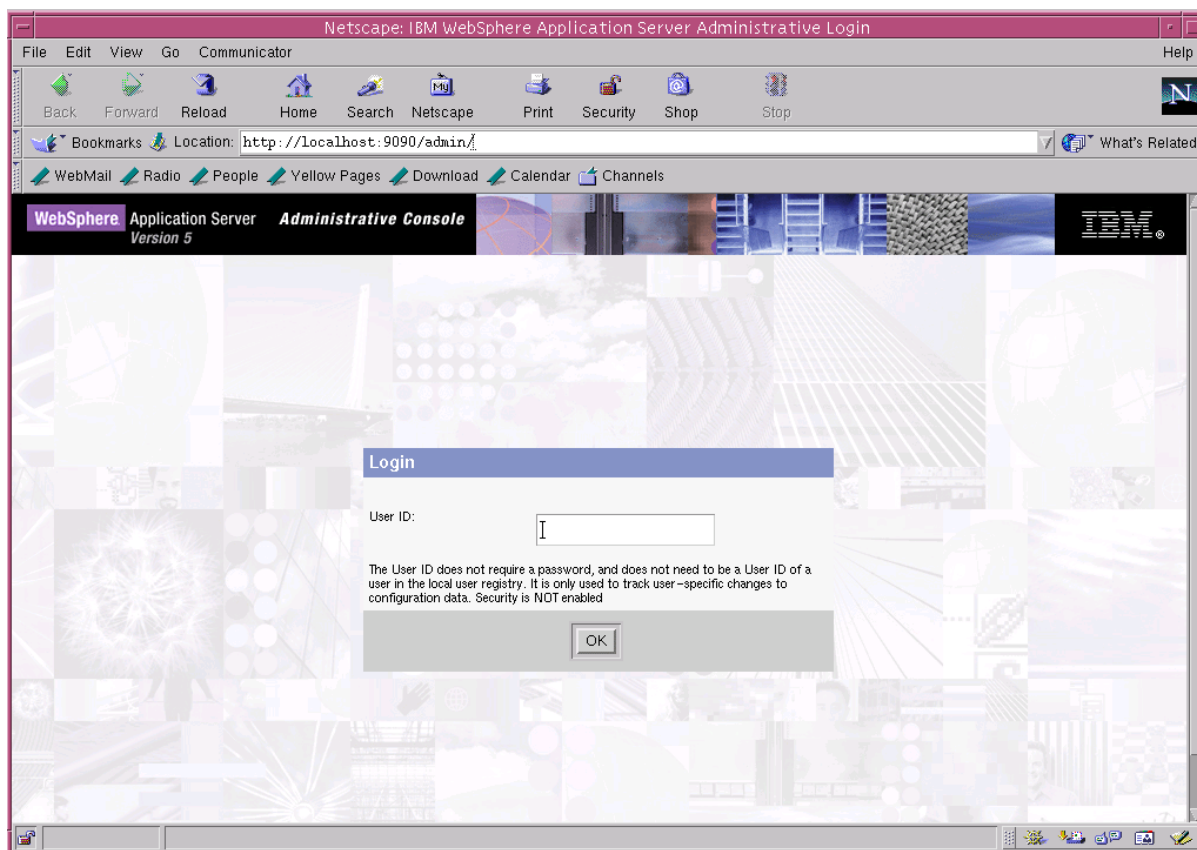 Netscape: IBM WebSphere Application Server Administrative Login
File Edit View Go Communicator Help
My
N
Back Forward Reload Home Search Netscape Print Security Shop Stop
Bookmarks Location: http://localhost:9090/admin/ What's Related
WebMail Radio People Yellow Pages Download Calendar Channels
WebSphere Application Server Administrative Console
Version 5
IBM®
Login
User ID:
The User ID does not require a password, and does not need to be a User ID of a
user in the local user registry. It is only used to track user-specific changes to
configuration data. Security is NOT enabled
OK